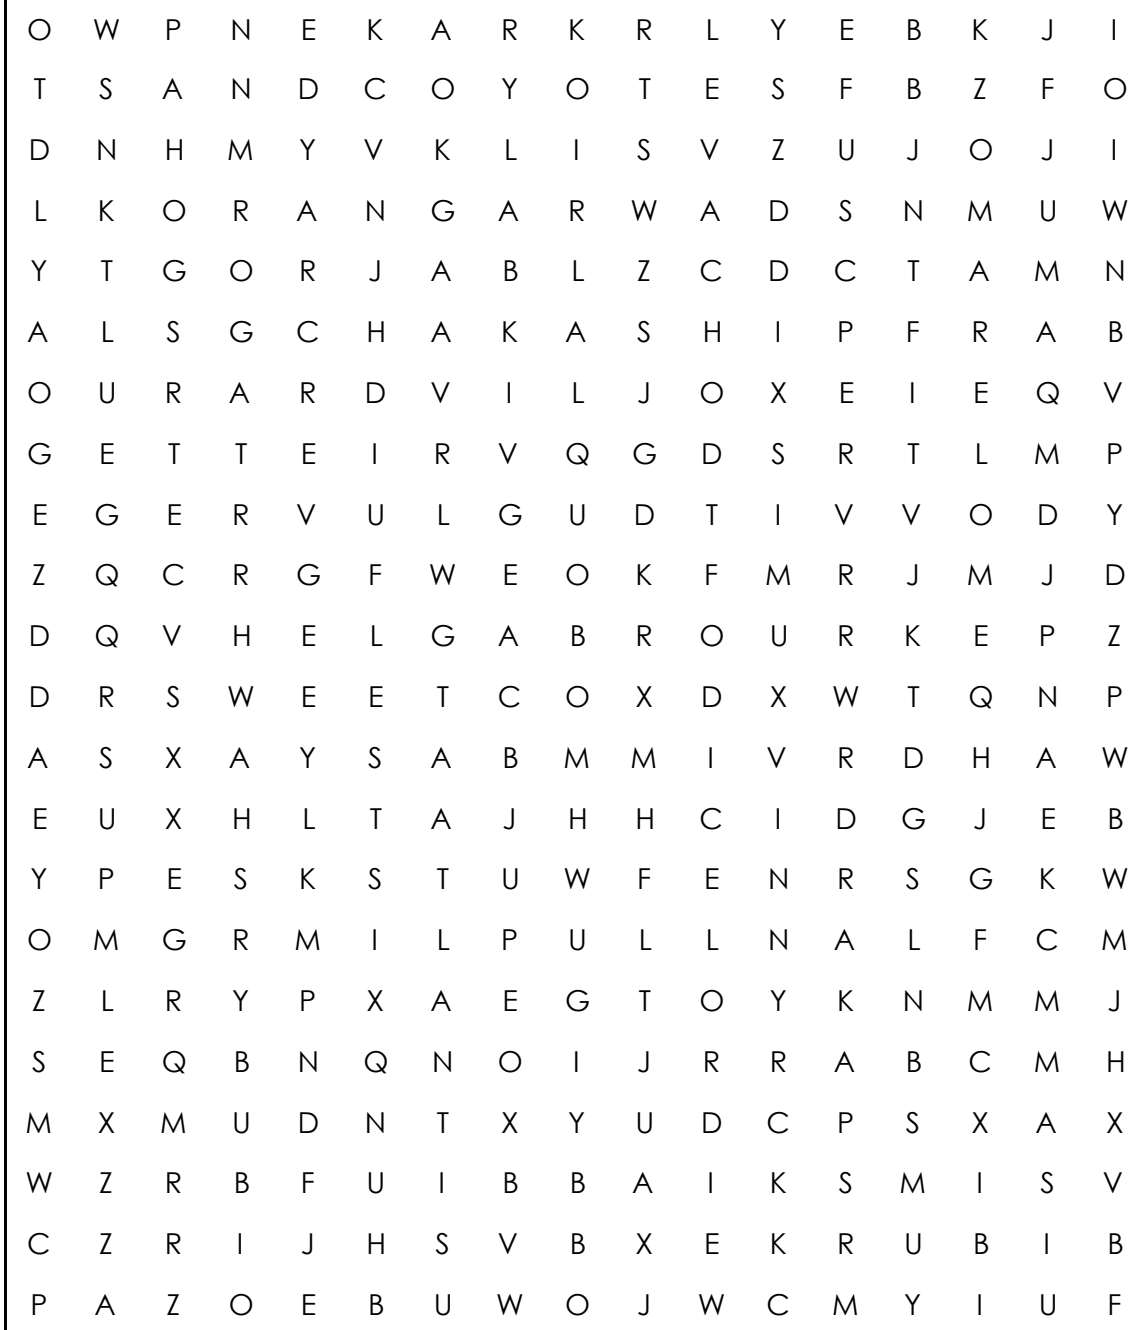 O W P N E K A R K R L Y E B K J I
T S A N D C O Y O T E S F B Z F O
D N H M Y V K L I S V Z U J O J I
L K O R A N G A R W A D S N M U W
Y T G O R J A B L Z C D C T A M N
A L S G C H A K A S H I P F R A B
O U R A R D V I L J O X E I E Q V
G E T T E I R V Q G D S R T L M P
E G E R V U L G U D T I V V O D Y
Z Q C R G F W E O K F M R J M J D
D Q V H E L G A B R O U R K E P Z
D R S W E E T C O X D X W T Q N P
A S X A Y S A B M M I V R D H A W
E U X H L T A J H H C I D G J E B
Y P E S K S T U W F E N R S G K W
O M G R M I L P U L L N A L F C M
Z L R Y P X A E G T O Y K N M M J
S E Q B N Q N O I J R R A B C M H
M X M U D N T X Y U D C P S X A X
W Z R B F U I B B A I K S M I S V
C Z R I J H S V B X E K R U B I B
P A Z O E B U W O J W C M Y I U F